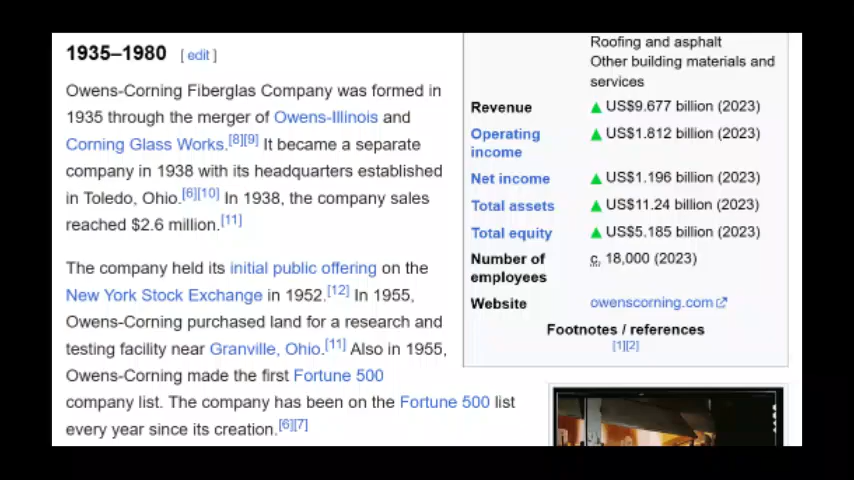 1935–1980 [ edit ]
Owens-Corning Fiberglas Company was formed in
1935 through the merger of Owens-Illinois and
Corning Glass Works.[8][9] It became a separate
company in 1938 with its headquarters established
in Toledo, Ohio.[6][10] In 1938, the company sales
reached $2.6 million.[11]
The company held its initial public offering on the
New York Stock Exchange in 1952.[12] In 1955,
Owens-Corning purchased land for a research and
testing facility near Granville, Ohio.[11] Also in 1955,
Owens-Corning made the first Fortune 500
company list. The company has been on the Fortune 500 list
every year since its creation.[6][7]
Roofing and asphalt
Other building materials and
services
Revenue ▲ US$9.677 billion (2023)
Operating ▲ US$1.812 billion (2023)
income
Net income ▲ US$1.196 billion (2023)
Total assets ▲ US$11.24 billion (2023)
Total equity ▲ US$5.185 billion (2023)
Number of c. 18,000 (2023)
employees
Website owenscorning.com
Footnotes / references
[1][2]